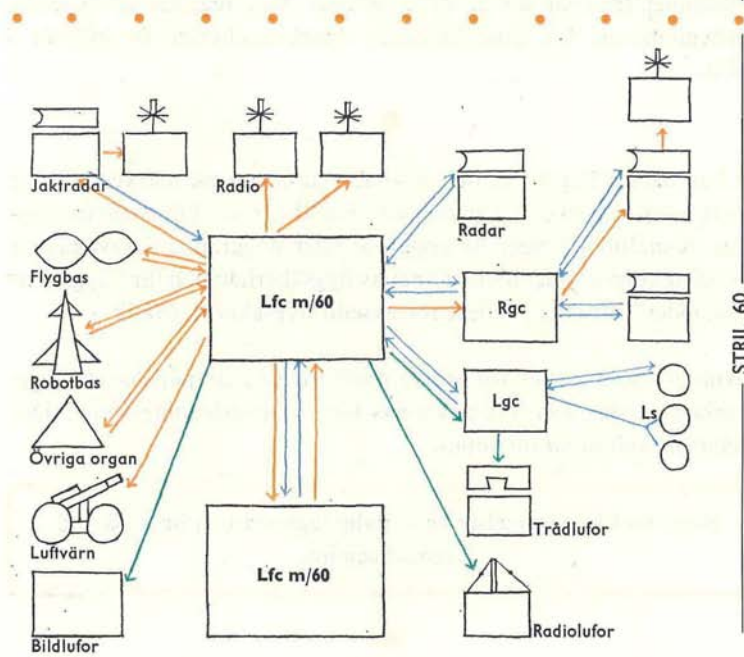 Jaktradar
Radio
Radar
STRIL 60
Flygbas
Lfc m/60
Rgc
Robotbas
Lgc
Ls
Övriga organ
Luftvärn
Trådlufor
Lfc m/60
Bildlufor
Radiolufor